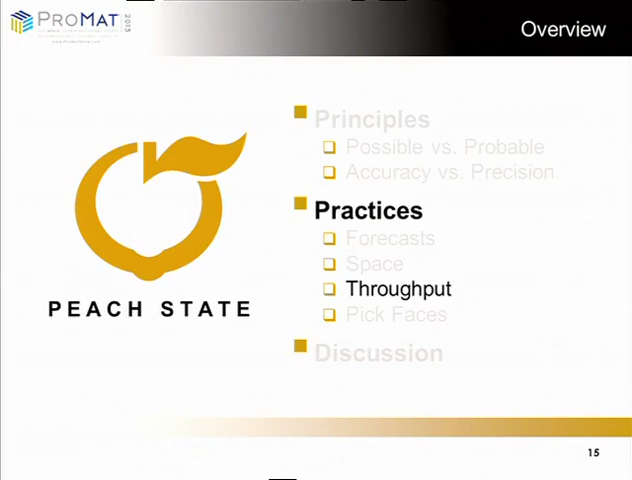 PROMAT 2013
Overview
Principles
Possible vs. Probable
Accuracy vs. Precision
Practices
Forecasts
Space
Throughput
Pick Faces
Discussion
PEACH STATE
15